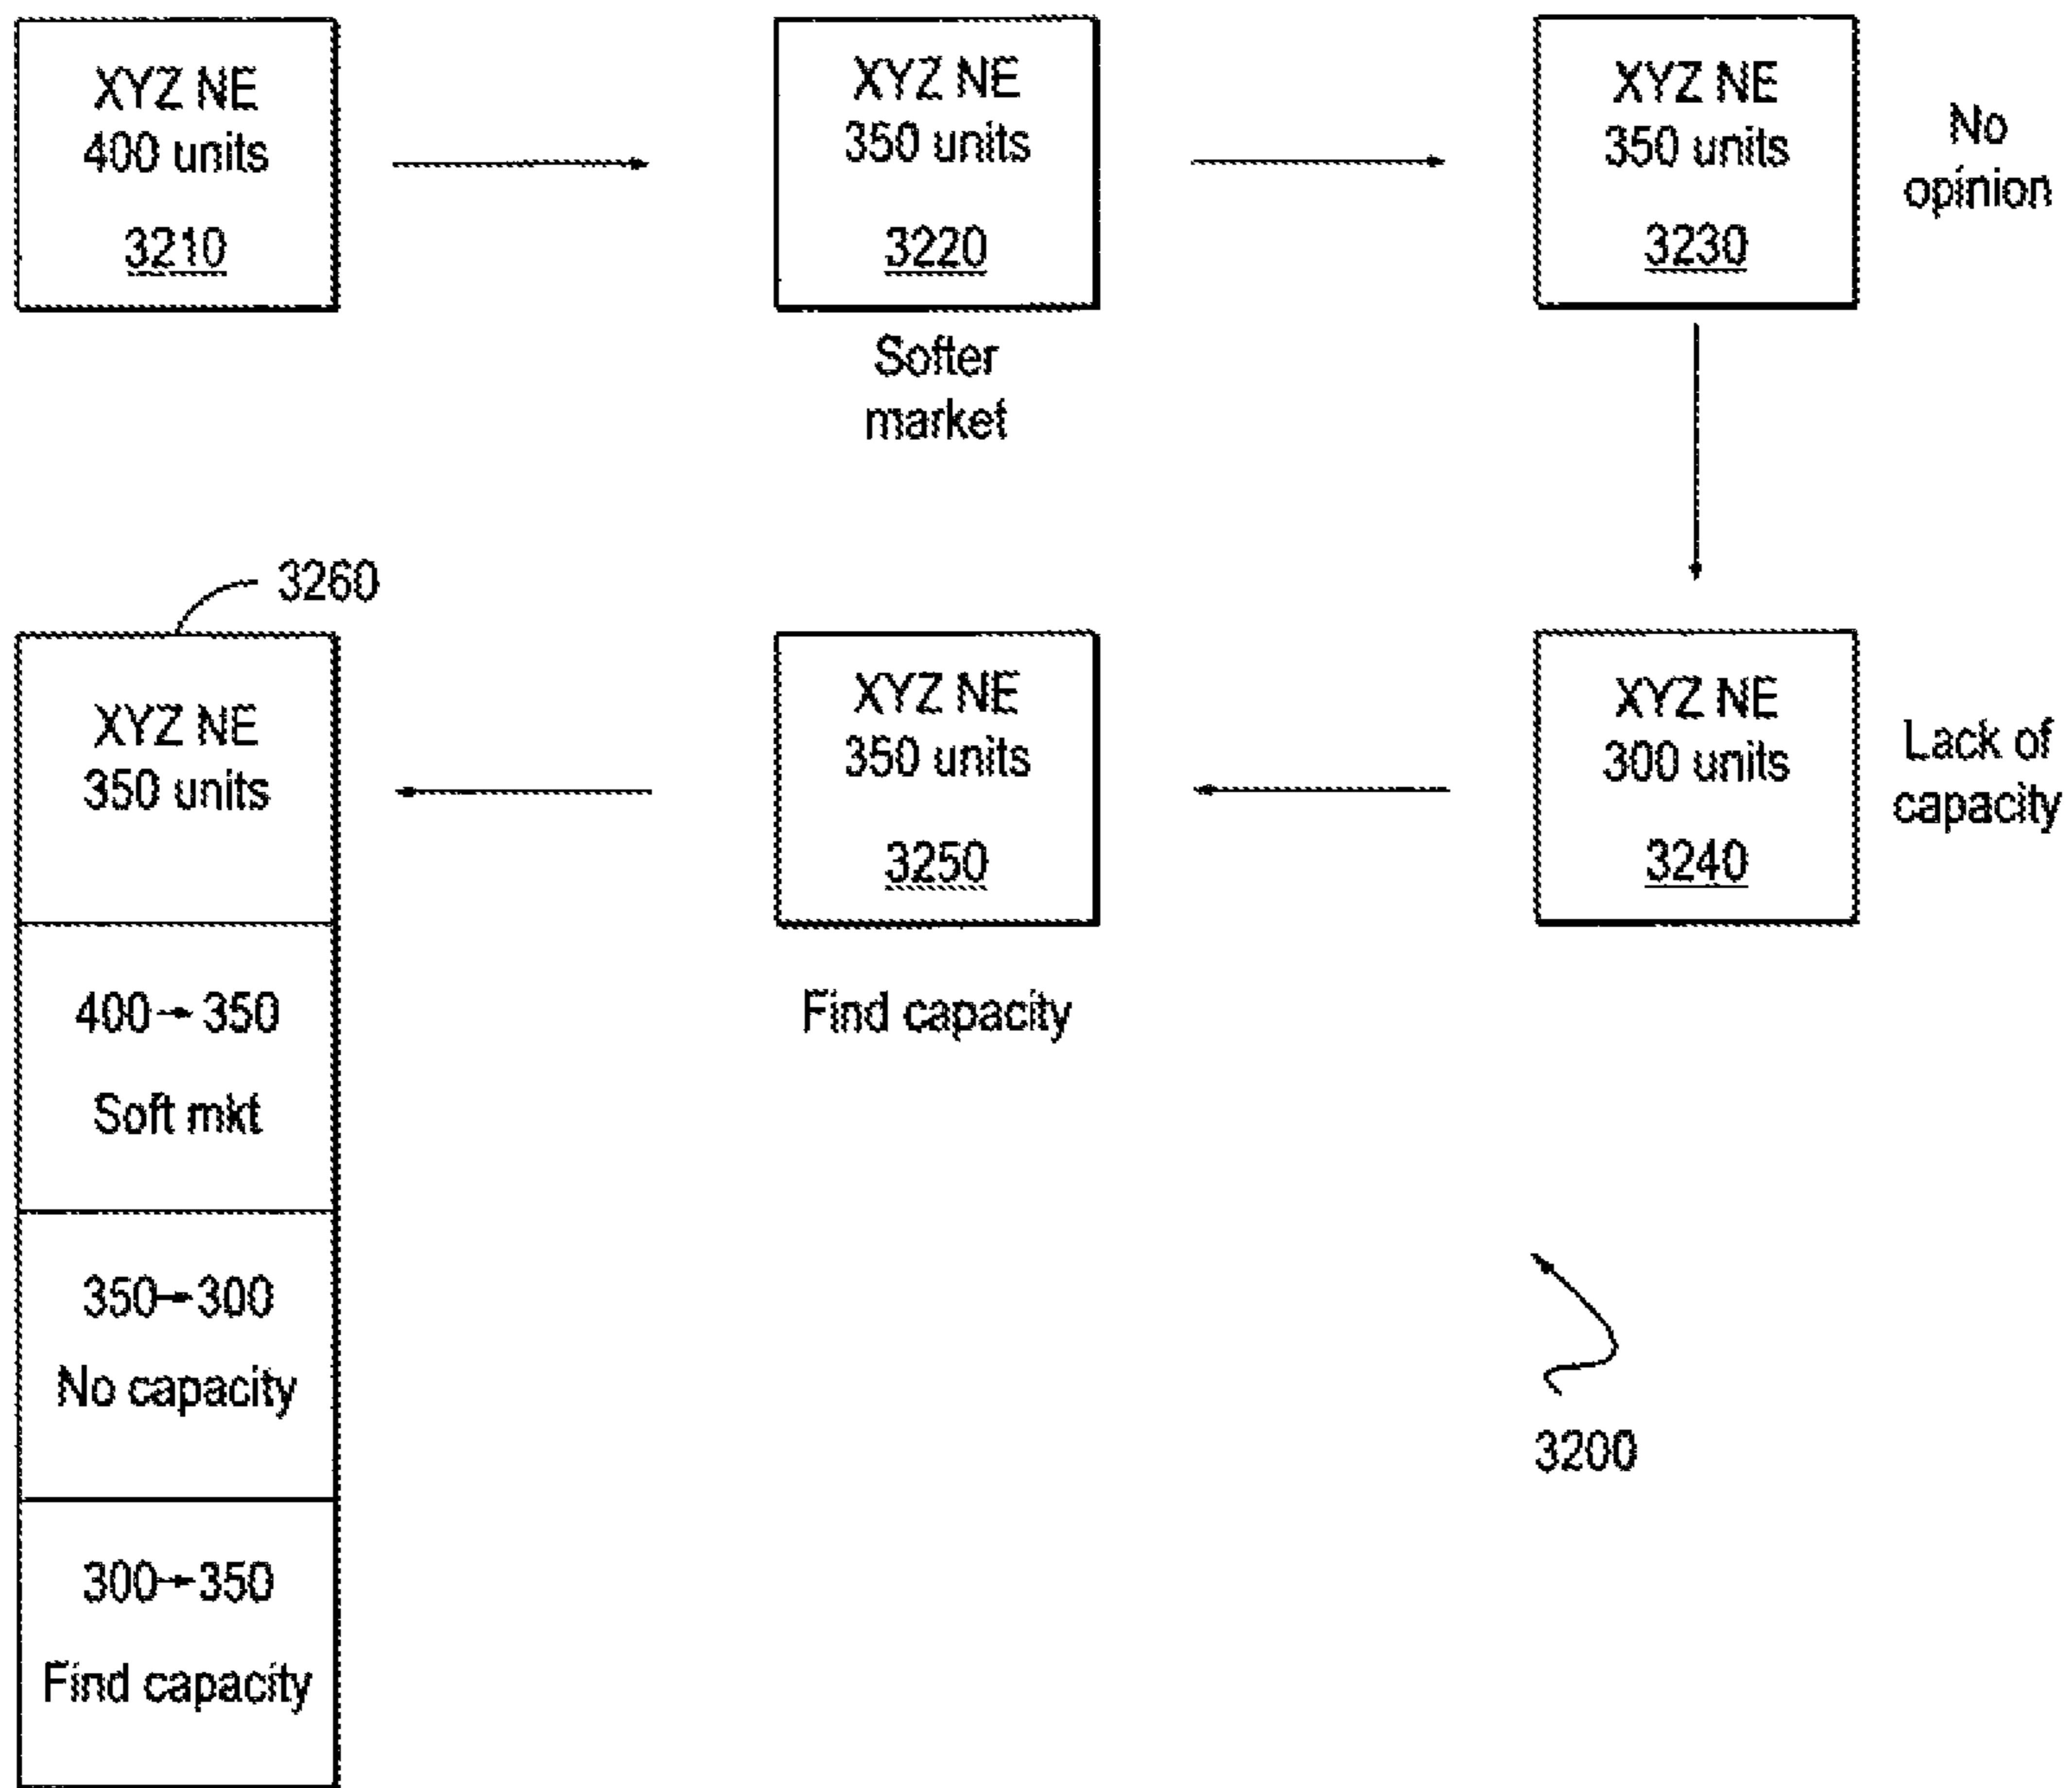 XYZ NE
400 units
3210
XYZ NE
350 units
3220
Softer
market
XYZ NE
350 units
3230
No
opinion
XYZ NE
300 units
3240
Lack of
capacity
XYZ NE
350 units
3250
Find capacity
3260
XYZ NE
350 units
400→350
Soft mkt
350→300
No capacity
300→350
Find capacity
3200